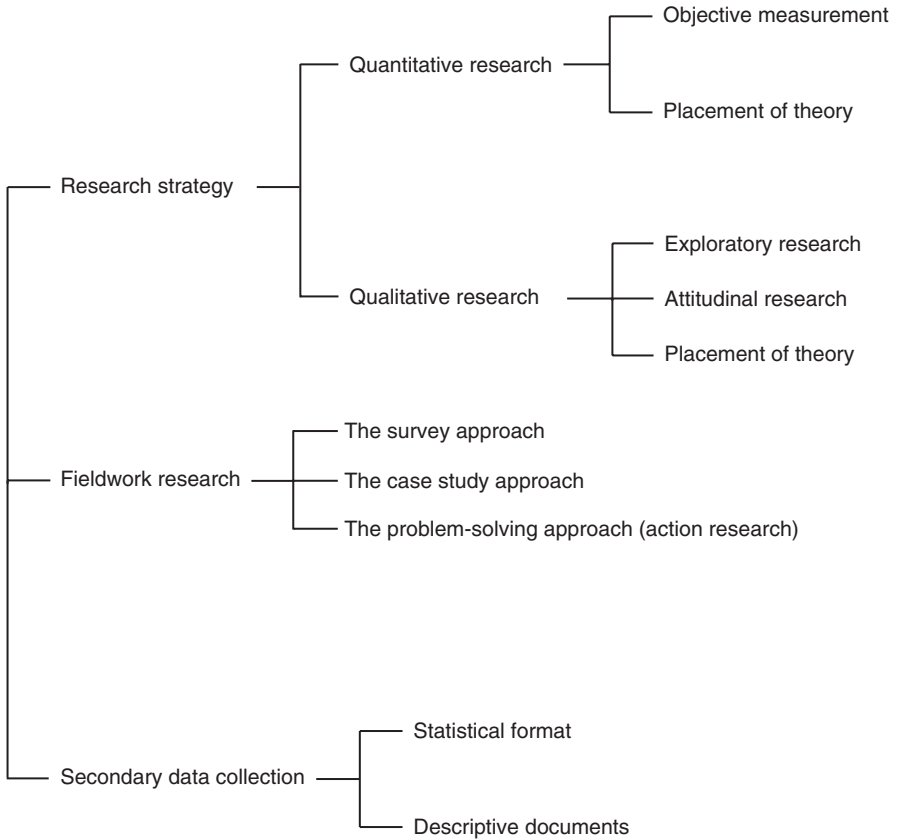 Objective measurement
Quantitative research
Placement of theory
Research strategy
Exploratory research
Qualitative research
Attitudinal research
Placement of theory
The survey approach
Fieldwork research
The case study approach
The problem-solving approach (action research)
Statistical format
Secondary data collection
Descriptive documents